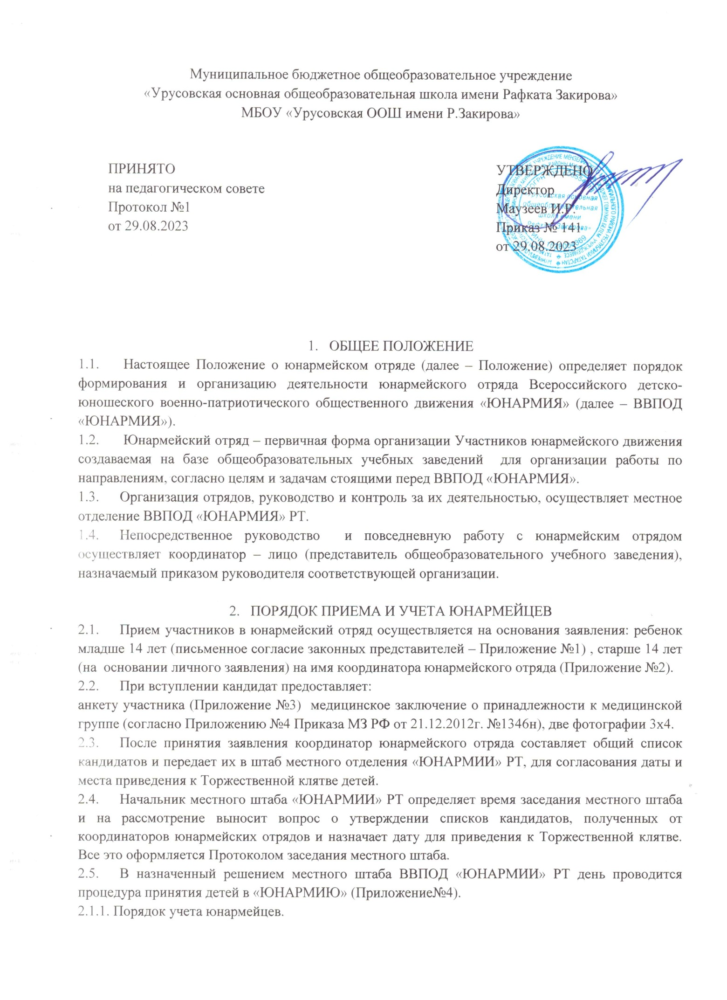 Муниципальное бюджетное общеобразовательное учреждение
«Урусовская основная общеобразовательная школа имени Рафката Закирова»
МБОУ «Урусовская ООШ имени Р.Закирова»
ПРИНЯТО
на педагогическом совете
Протокол №1
от 29.08.2023
УТВЕРЖДЕНО
Директор
Маузеев И.Г.
Приказ № 141
от 29.08.2023
1. ОБЩЕЕ ПОЛОЖЕНИЕ
1.1. Настоящее Положение о юнармейском отряде (далее – Положение) определяет порядок
формирования и организацию деятельности юнармейского отряда Всероссийского детско-
юношеского военно-патриотического общественного движения «ЮНАРМИЯ» (далее – ВВПОД
«ЮНАРМИЯ»).
1.2. Юнармейский отряд – первичная форма организации Участников юнармейского движения
создаваемая на базе общеобразовательных учебных заведений для организации работы по
направлениям, согласно целям и задачам стоящими перед ВВПОД «ЮНАРМИЯ».
1.3. Организация отрядов, руководство и контроль за их деятельностью, осуществляет местное
отделение ВВПОД «ЮНАРМИЯ» РТ.
1.4. Непосредственное руководство и повседневную работу с юнармейским отрядом
осуществляет координатор – лицо (представитель общеобразовательного учебного заведения),
назначаемый приказом руководителя соответствующей организации.
2. ПОРЯДОК ПРИЕМА И УЧЕТА ЮНАРМЕЙЦЕВ
2.1. Прием участников в юнармейский отряд осуществляется на основания заявления: ребенок
младше 14 лет (письменное согласие законных представителей – Приложение №1) , старше 14 лет
(на основании личного заявления) на имя координатора юнармейского отряда (Приложение №2).
2.2. При вступлении кандидат предоставляет:
анкету участника (Приложение №3) медицинское заключение о принадлежности к медицинской
группе (согласно Приложению №4 Приказа МЗ РФ от 21.12.2012г. №1346н), две фотографии 3х4.
2.3. После принятия заявления координатор юнармейского отряда составляет общий список
кандидатов и передает их в штаб местного отделения «ЮНАРМИИ» РТ, для согласования даты и
места приведения к Торжественной клятве детей.
2.4. Начальник местного штаба «ЮНАРМИИ» РТ определяет время заседания местного штаба
и на рассмотрение выносит вопрос о утверждении списков кандидатов, полученных от
координаторов юнармейских отрядов и назначает дату для приведения к Торжественной клятве.
Все это оформляется Протоколом заседания местного штаба.
2.5. В назначенный решением местного штаба ВВПОД «ЮНАРМИИ» РТ день проводится
процедура принятия детей в «ЮНАРМИЮ» (Приложение№4).
2.1.1. Порядок учета юнармейцев.